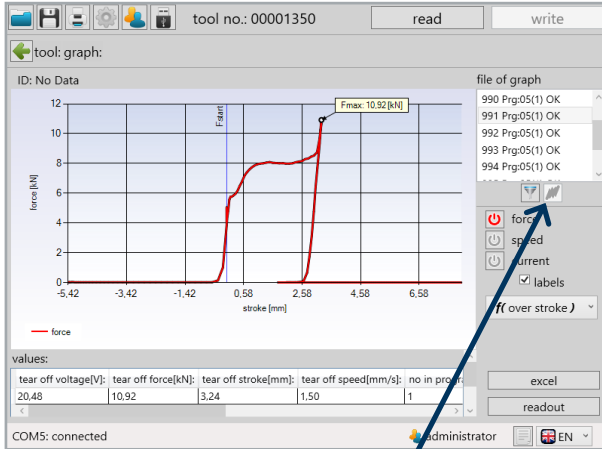 tool no.: 00001350 read write
tool: graph:
ID: No Data
file of graph
990 Prg:05(1) OK
991 Prg:05(1) OK
992 Prg:05(1) OK
993 Prg:05(1) OK
994 Prg:05(1) OK
Fmax: 10,92 [kN]
Fstart
12
10
8
6
4
2
0
force [kN]
-5,42 -3,42 -1,42 0,58 2,58 4,58 6,58
stroke [mm]
force
force
speed
current
labels
f( over stroke )
values:
tear off voltage[V]: tear off force[kN]: tear off stroke[mm]: tear off speed[mm/s]: no in
20,48 10,92 3,24 1,50 1
excel
readout
COM5: connected administrator EN